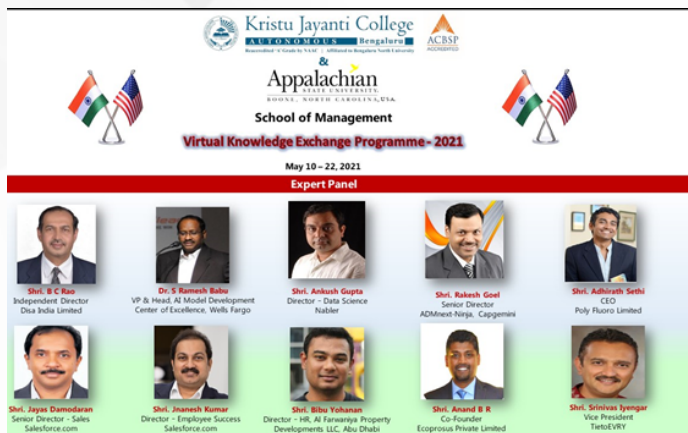 Kristu Jayanti College
AUTONOMOUS Bengaluru
Reaccredited 'A' Grade by NAAC | Affiliated to Bengaluru North University
ACBSP
ACCREDITED
&
Appalachian
STATE UNIVERSITY.
BOONE, NORTH CAROLINA, USA.
School of Management
Virtual Knowledge Exchange Programme - 2021
May 10 – 22, 2021
Expert Panel
Shri. B C Rao
Independent Director
Disa India Limited
Dr. S Ramesh Babu
VP & Head, AI Model Development
Center of Excellence, Wells Fargo
Shri. Ankush Gupta
Director - Data Science
Nabler
Shri. Rakesh Goel
Senior Director
ADMnext-Ninja, Capgemini
Shri. Adhirath Sethi
CEO
Poly Fluoro Limited
Shri. Jayas Damodaran
Senior Director - Sales
Salesforce.com
Shri. Jnanesh Kumar
Director - Employee Success
Salesforce.com
Shri. Bibu Yohanan
Director - HR, Al Farwaniya Property
Developments LLC, Abu Dhabi
Shri. Anand B R
Co-Founder
Ecoprosus Private Limited
Shri. Srinivas Iyengar
Vice President
TietoEVRY